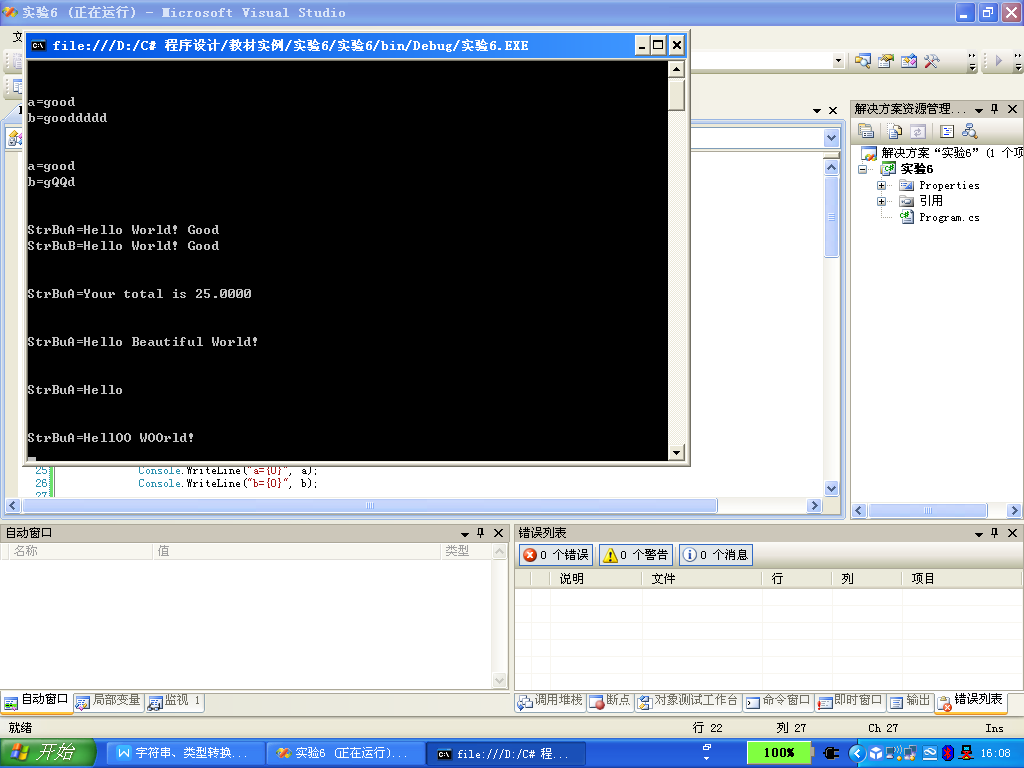 实验6 (正在运行) - Microsoft Visual Studio
file:///D:/C# 程序设计/教材实例/实验6/实验6/bin/Debug/实验6.EXE
a=good
b=gooddddd
a=good
b=gQQd
StrBuA=Hello World! Good
StrBuB=Hello World! Good
StrBuA=Your total is 25.0000
StrBuA=Hello Beautiful World!
StrBuA=Hello
StrBuA=HellOO WOOrld!
25 Console.WriteLine("a={0}", a);
26 Console.WriteLine("b={0}", b);
27
解决方案资源管理...
解决方案“实验6”(1 个项
实验6
Properties
引用
Program.cs
自动窗口
名称 值 类型
错误列表
0 个错误 0 个警告 0 个消息
说明 文件 行 列 项目
自动窗口 局部变量 监视 1
调用堆栈 断点 对象测试工作台 命令窗口 即时窗口 输出 错误列表
就绪 行 22 列 27 Ch 27 Ins
开始 字符串、类型转换... 实验6 (正在运行)... file:///D:/C# 程... 100% 16:08